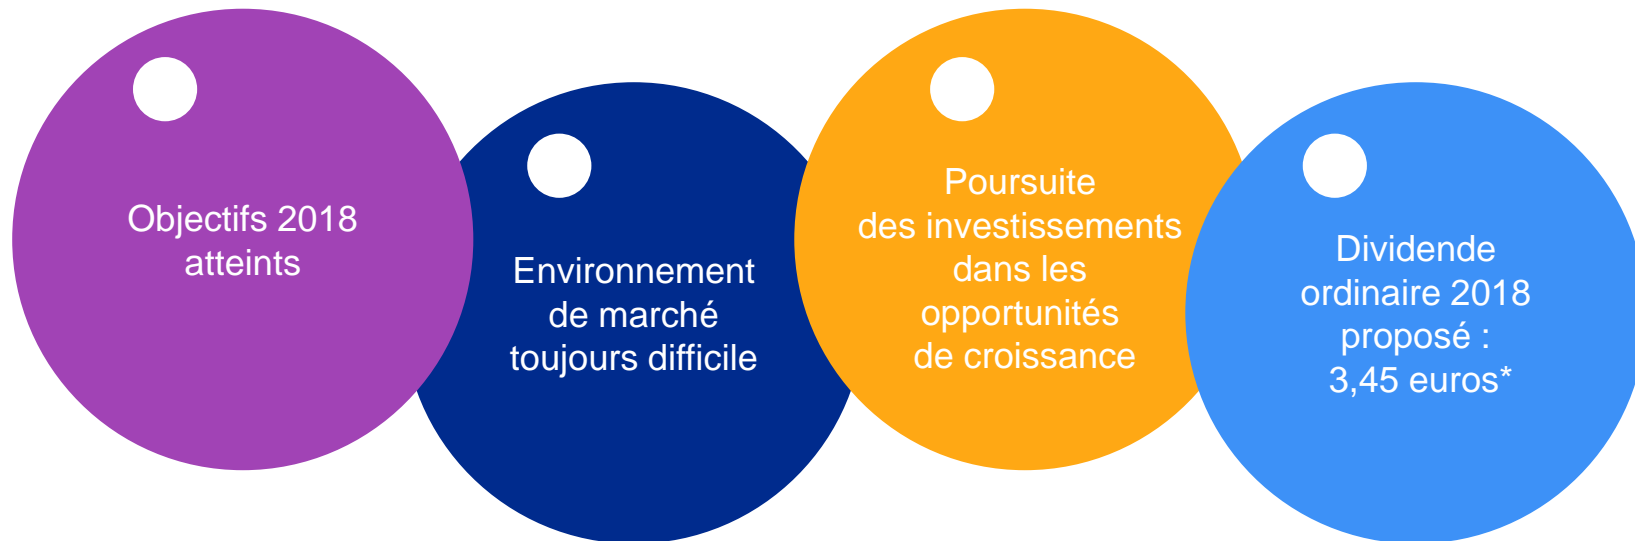 Objectifs 2018
atteints
Environnement
de marché
toujours difficile
Poursuite
des investissements
dans les
opportunités
de croissance
Dividende
ordinaire 2018
proposé :
3,45 euros*